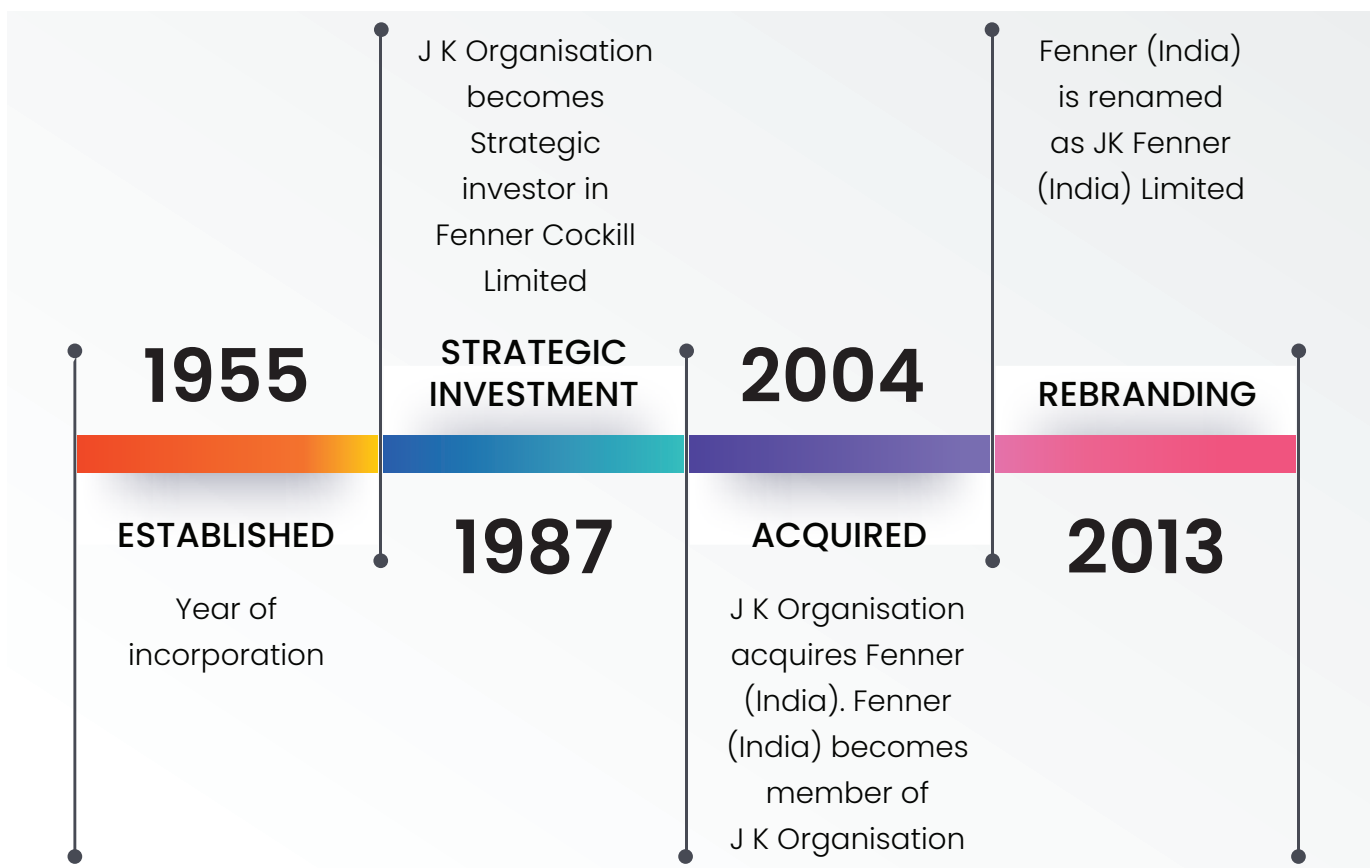 1955
ESTABLISHED
Year of
incorporation
J K Organisation
becomes
Strategic
investor in
Fenner Cockill
Limited
STRATEGIC
INVESTMENT
1987
2004
ACQUIRED
J K Organisation
acquires Fenner
(India). Fenner
(India) becomes
member of
J K Organisation
Fenner (India)
is renamed
as JK Fenner
(India) Limited
REBRANDING
2013